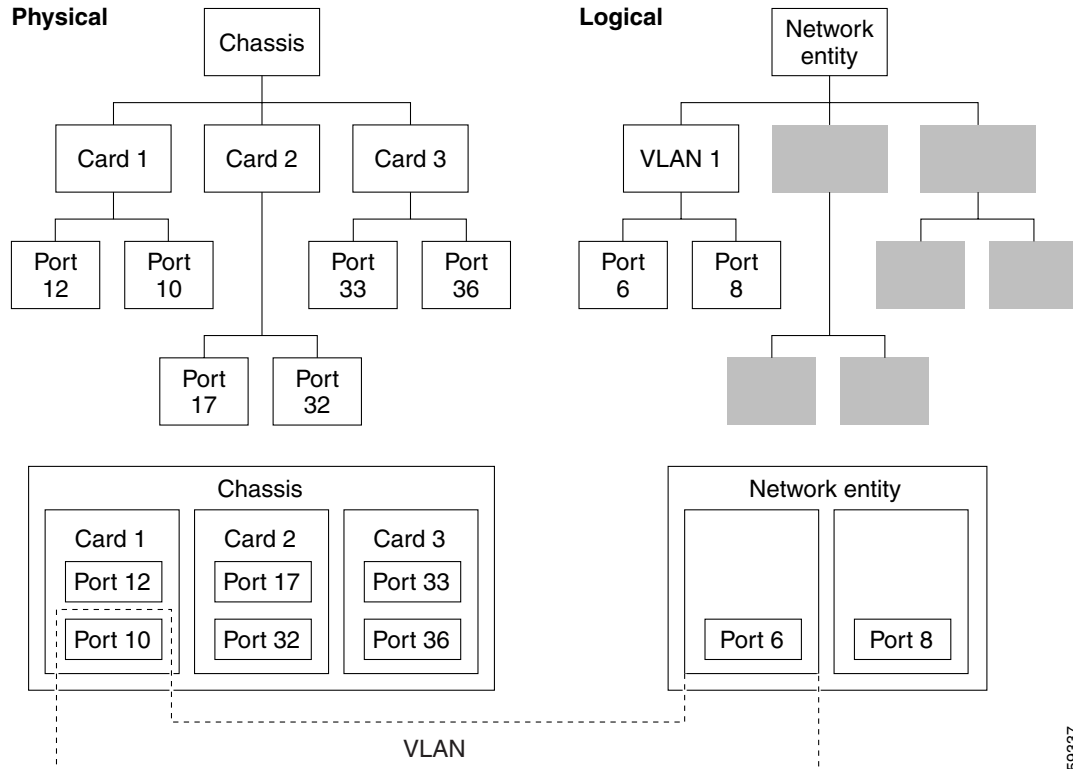 Physical
Chassis
Card 1
Card 2
Card 3
Port
12
Port
10
Port
33
Port
36
Port
17
Port
32
Logical
Network
entity
VLAN 1
Port
6
Port
8
Chassis
Card 1
Port 12
Port 10
Card 2
Port 17
Port 32
Card 3
Port 33
Port 36
Network entity
Port 6
Port 8
VLAN
59337